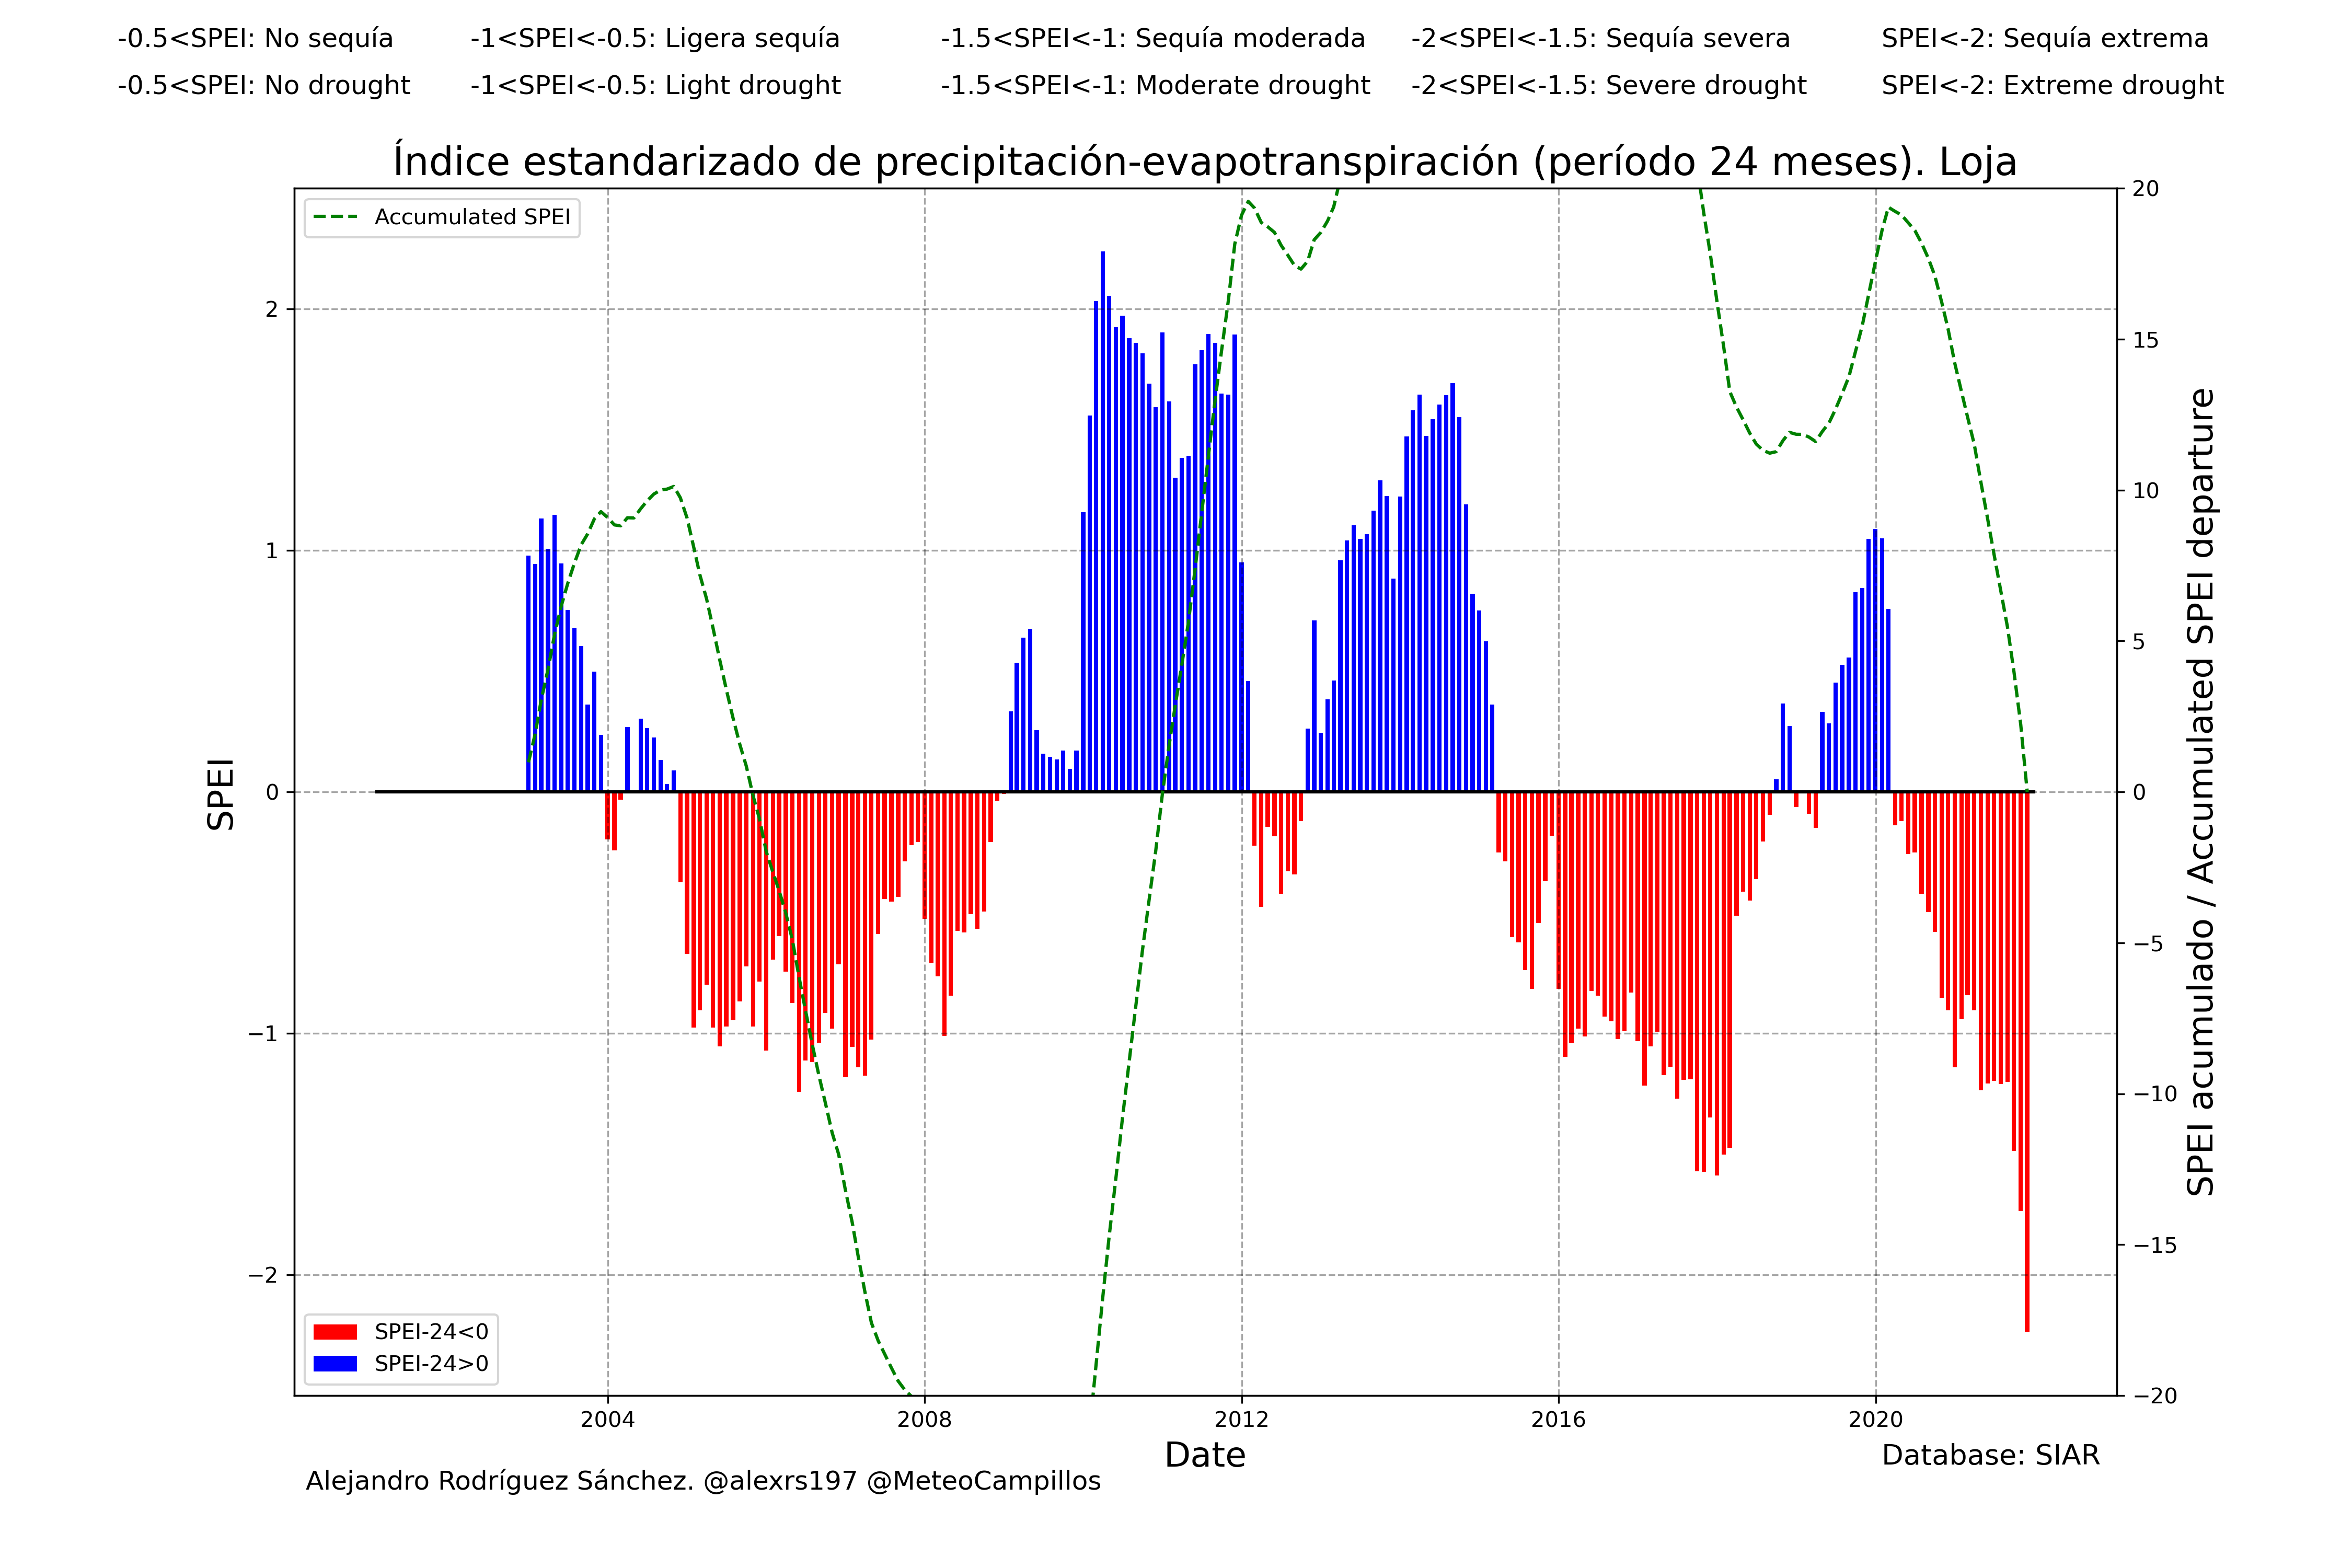 -0.5<SPEI: No sequía -1<SPEI<-0.5: Ligera sequía -1.5<SPEI<-1: Sequía moderada -2<SPEI<-1.5: Sequía severa SPEI<-2: Sequía extrema
-0.5<SPEI: No drought -1<SPEI<-0.5: Light drought -1.5<SPEI<-1: Moderate drought -2<SPEI<-1.5: Severe drought SPEI<-2: Extreme drought
Índice estandarizado de precipitación-evapotranspiración (período 24 meses). Loja
Accumulated SPEI
SPEI
2
1
0
−1
−2
20
15
10
5
0
−5
−10
−15
−20
SPEI acumulado / Accumulated SPEI departure
SPEI-24<0
SPEI-24>0
2004 2008 2012 2016 2020
Date
Database: SIAR
Alejandro Rodríguez Sánchez. @alexrs197 @MeteoCampillos